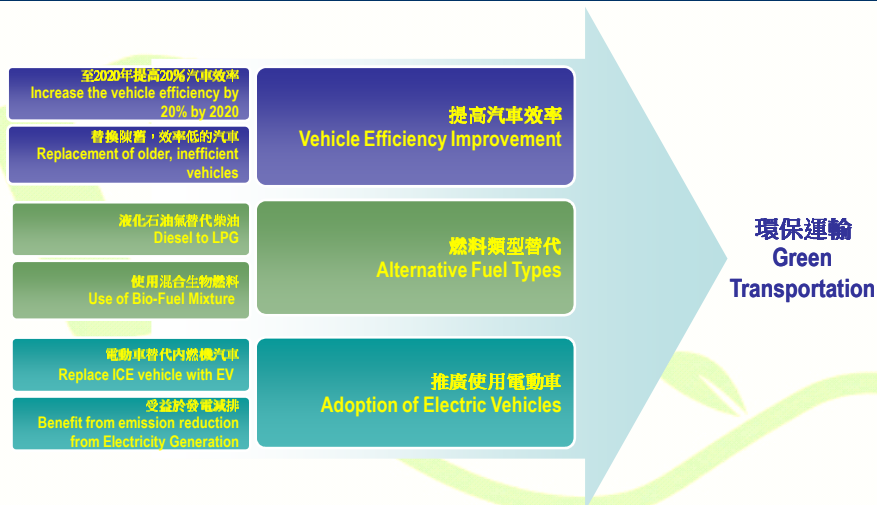 至2020年提高20%汽車效率
Increase the vehicle efficiency by
20% by 2020
替換陳舊，效率低的汽車
Replacement of older, inefficient
vehicles
提高汽車效率
Vehicle Efficiency Improvement
液化石油氣替代柴油
Diesel to LPG
使用混合生物燃料
Use of Bio-Fuel Mixture
燃料類型替代
Alternative Fuel Types
電動車替代內燃機汽車
Replace ICE vehicle with EV
受益於發電減排
Benefit from emission reduction
from Electricity Generation
推廣使用電動車
Adoption of Electric Vehicles
環保運輸
Green
Transportation